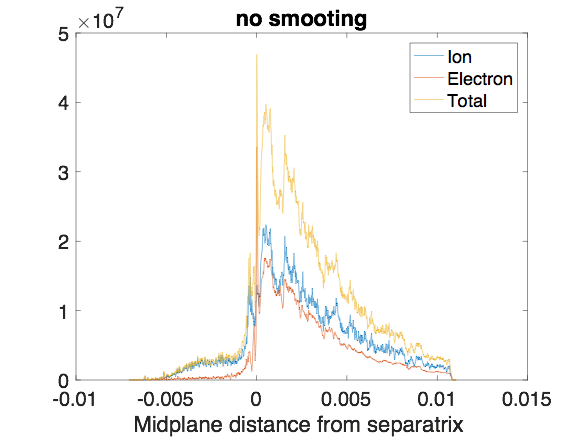 no smooting
×10^7
5
4
3
2
1
0
-0.01 -0.005 0 0.005 0.01 0.015
Midplane distance from separatrix
Ion
Electron
Total